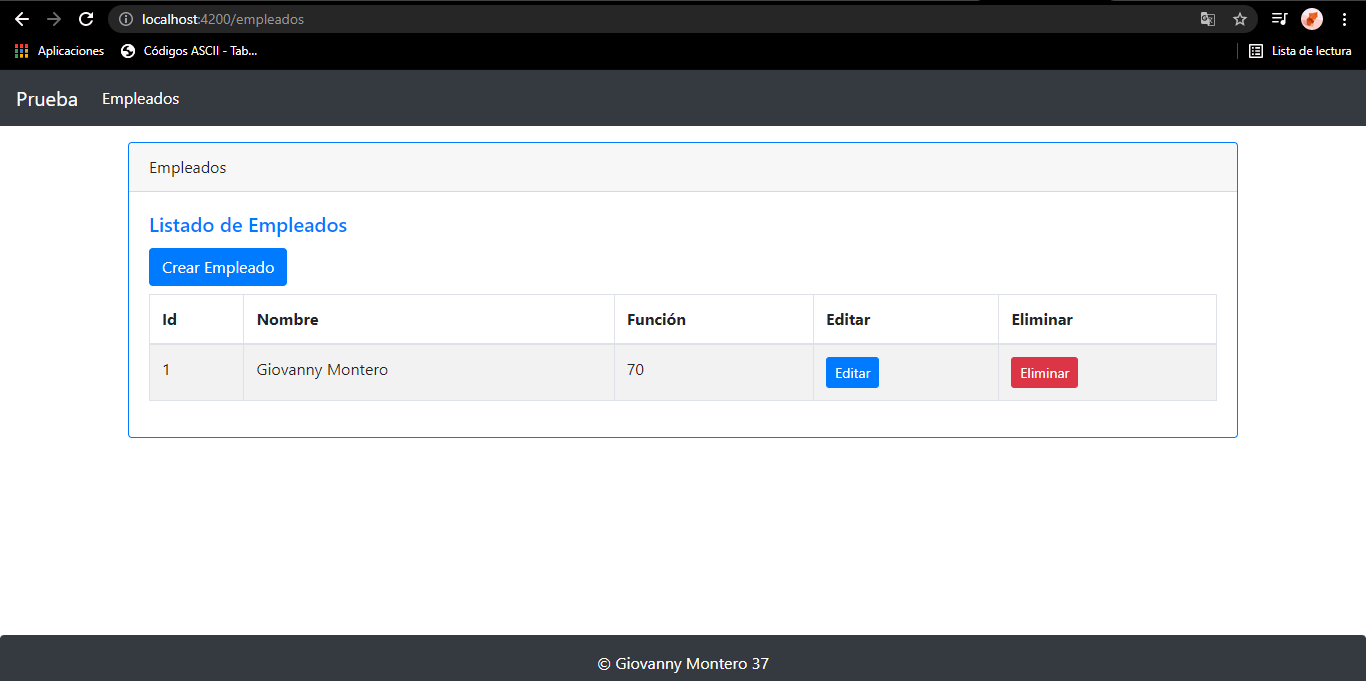 localhost:4200/empleados
Aplicaciones Códigos ASCII - Tab... Lista de lectura
Prueba Empleados
Empleados
Listado de Empleados
Crear Empleado
Id Nombre Función Editar Eliminar
1 Giovanny Montero 70 Editar Eliminar
© Giovanny Montero 37